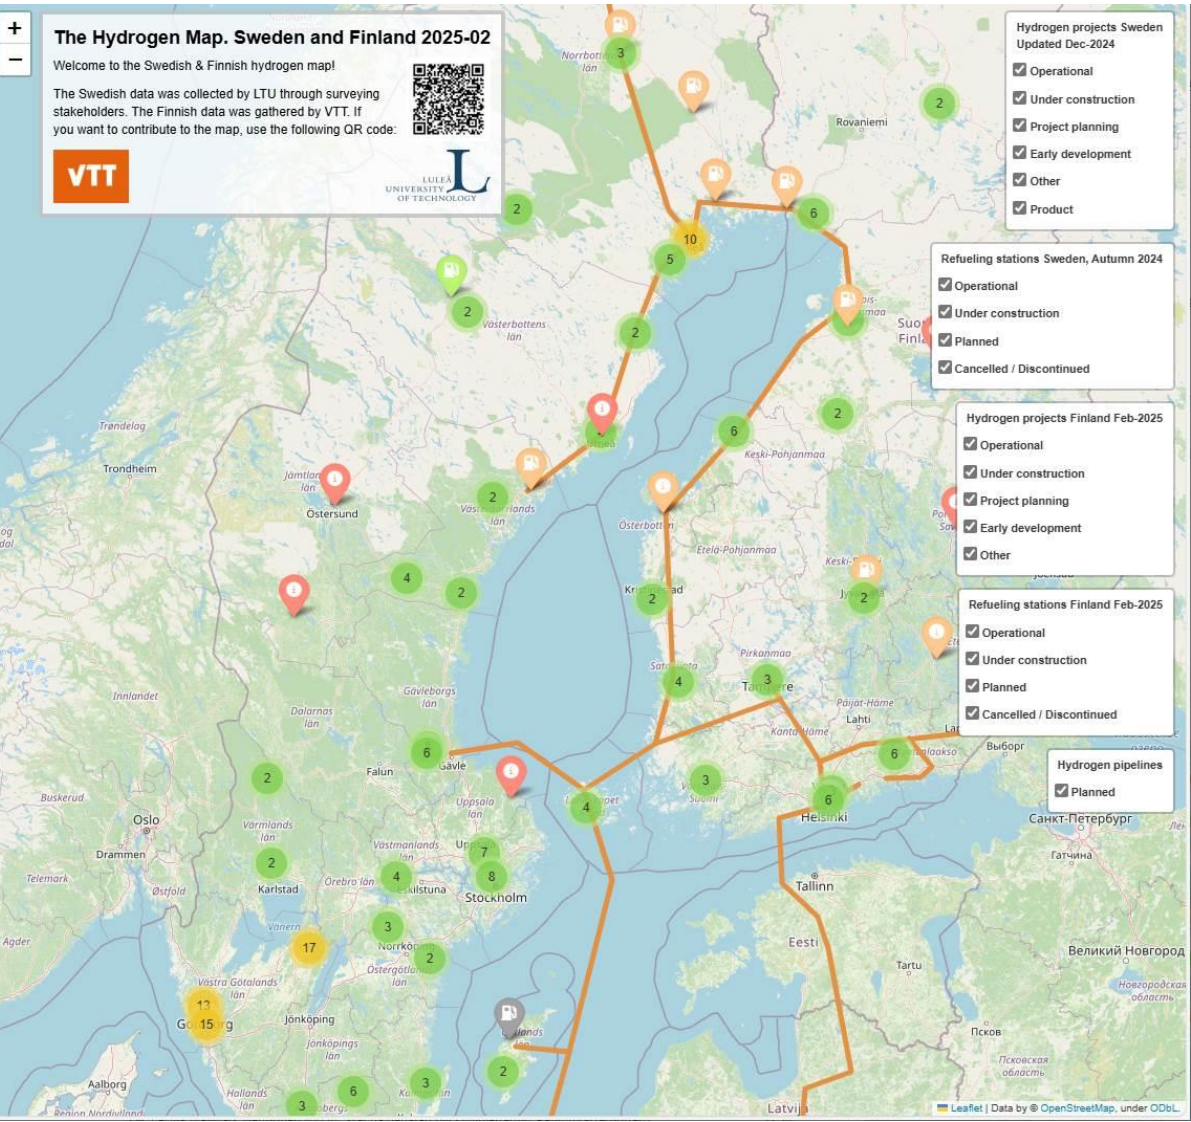 +
−
The Hydrogen Map. Sweden and Finland 2025-02
Welcome to the Swedish & Finnish hydrogen map!
The Swedish data was collected by LTU through surveying
stakeholders. The Finnish data was gathered by VTT. If
you want to contribute to the map, use the following QR code:
VTT
LULEÅ
UNIVERSITY
OF TECHNOLOGY
L
Hydrogen projects Sweden
Updated Dec-2024
Operational
Under construction
Project planning
Early development
Other
Product
Refueling stations Sweden, Autumn 2024
Operational
Under construction
Planned
Cancelled / Discontinued
Hydrogen projects Finland Feb-2025
Operational
Under construction
Project planning
Early development
Other
Refueling stations Finland Feb-2025
Operational
Under construction
Planned
Cancelled / Discontinued
Hydrogen pipelines
Planned
län
3
2
Rovaniemi
2
6
10
5
2
Västerbottens
län
2
Trøndelag
Trondheim
2
6
Keski-Pohjanmaa
Östersund
2
län
Etelä-Pohjanmaa
4
2
2
2
Pirkanmaa
4
3
Innlandet
Gävleborgs
län
Dalarnas
län
Päijät-Häme
Lahti
6
Gävle
Falun
6
Выборг
2
3
Buskerud
Uppsala
län
4
6
Helsinki
Oslo
Värmlands
län
Санкт-Петербург
Drammen
Västmanlands
län
7
Гатчина
2
Telemark
Østfold
Karlstad
Örebro län
4
8
Stockholm
Tallinn
Agder
Vänern
17
3
2
Eesti
Великий Новгород
Tartu
Västra Götalands
län
Новгородская
область
13
15
Jönköping
Псков
Jönköpings
län
2
Псковская
область
Aalborg
Hallands
län
6
3
3
Region Nordjylland
Latvija
Leaflet | Data by © OpenStreetMap, under ODbL.